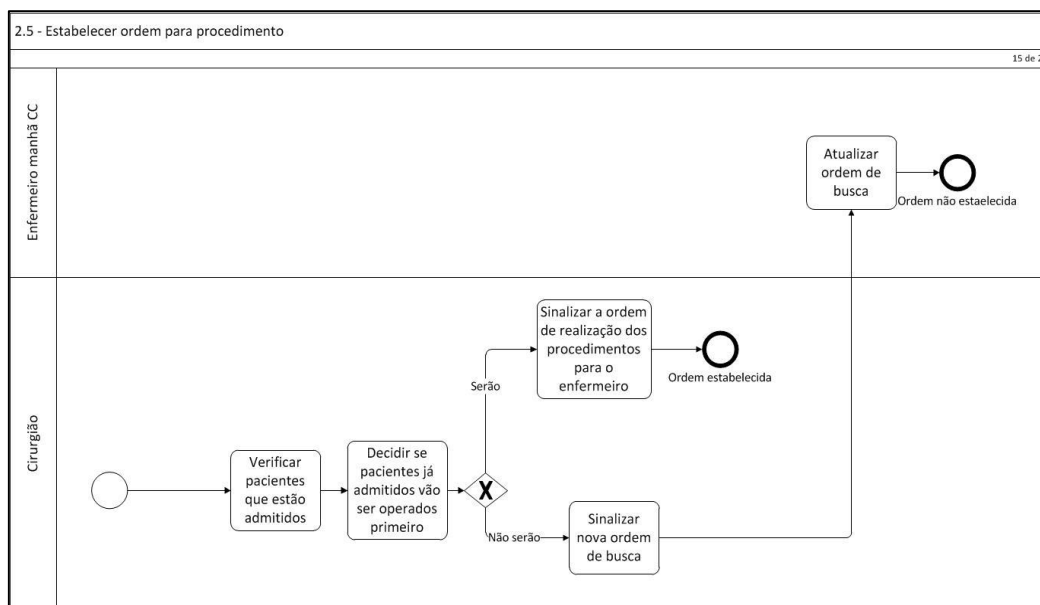 2.5 - Estabelecer ordem para procedimento
15 de 2
Enfermeiro manhã CC
Atualizar
ordem de
busca
Ordem não estaelecida
Cirurgião
Sinalizar a ordem
de realização dos
procedimentos
para o
enfermeiro
Ordem estabelecida
Serão
Verificar
pacientes
que estão
admitidos
Decidir se
pacientes já
admitidos vão
ser operados
primeiro
X
Não serão
Sinalizar
nova ordem
de busca